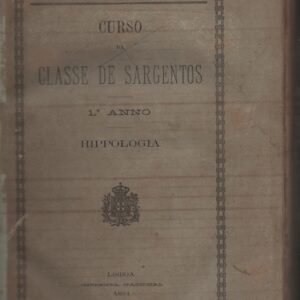 CURSO
DA
CLASSE DE SARGENTOS
1.º ANNO
HIPPOLOGIA
LISBOA
IMPRENSA NACIONAL